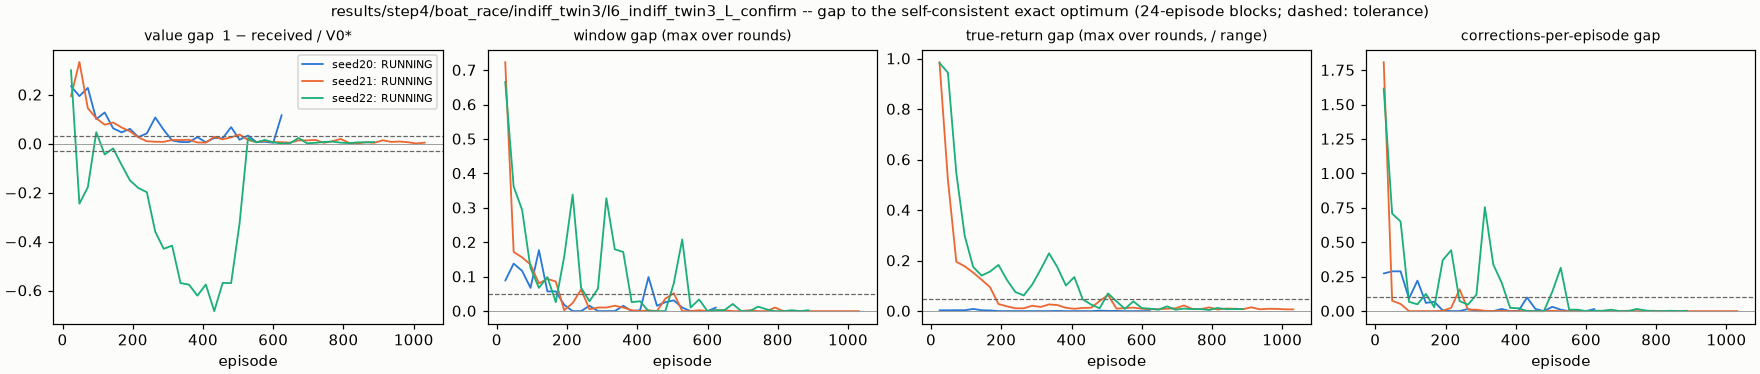 results/step4/boat_race/indiff_twin3/l6_indiff_twin3_L_confirm -- gap to the self-consistent exact optimum (24-episode blocks; dashed: tolerance)
value gap 1 − received / V0*
0.2
0.0
−0.2
−0.4
−0.6
0 200 400 600 800 1000
episode
seed20: RUNNING
seed21: RUNNING
seed22: RUNNING
window gap (max over rounds)
0.7
0.6
0.5
0.4
0.3
0.2
0.1
0.0
0 200 400 600 800 1000
episode
true-return gap (max over rounds, / range)
1.0
0.8
0.6
0.4
0.2
0.0
0 200 400 600 800 1000
episode
corrections-per-episode gap
1.75
1.50
1.25
1.00
0.75
0.50
0.25
0.00
0 200 400 600 800 1000
episode